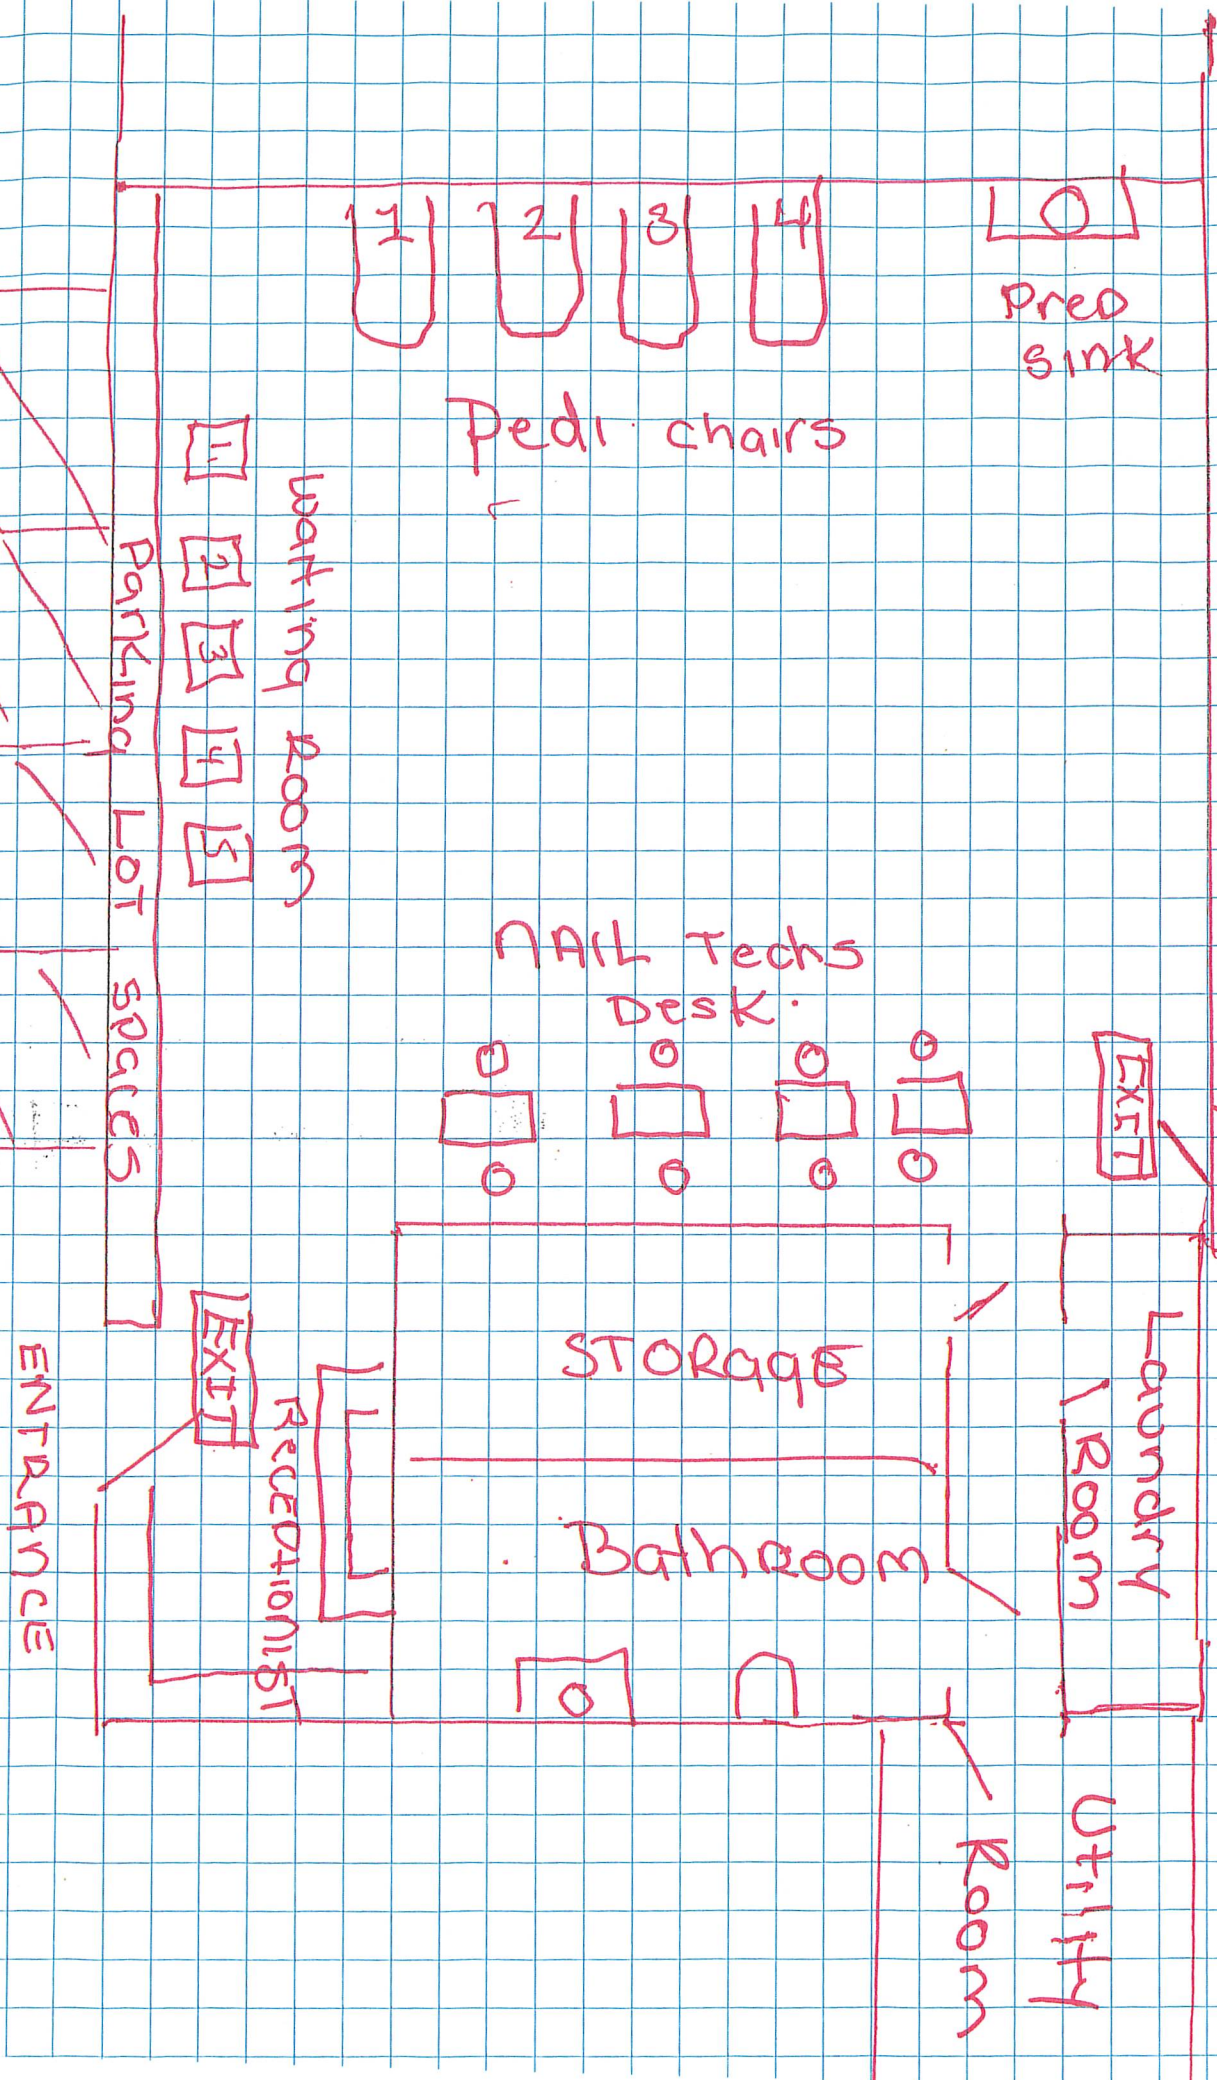 1 2 3 4
Prep
sink
Pedi chairs
1
2
3
4
5
Waiting Room
Parking Lot Spaces
NAIL Techs
Desk.
EXIT
STORAgE
BathRoom
Laundry
Room
EXIT
Receptionist
ENTRANCE
Utility
Room